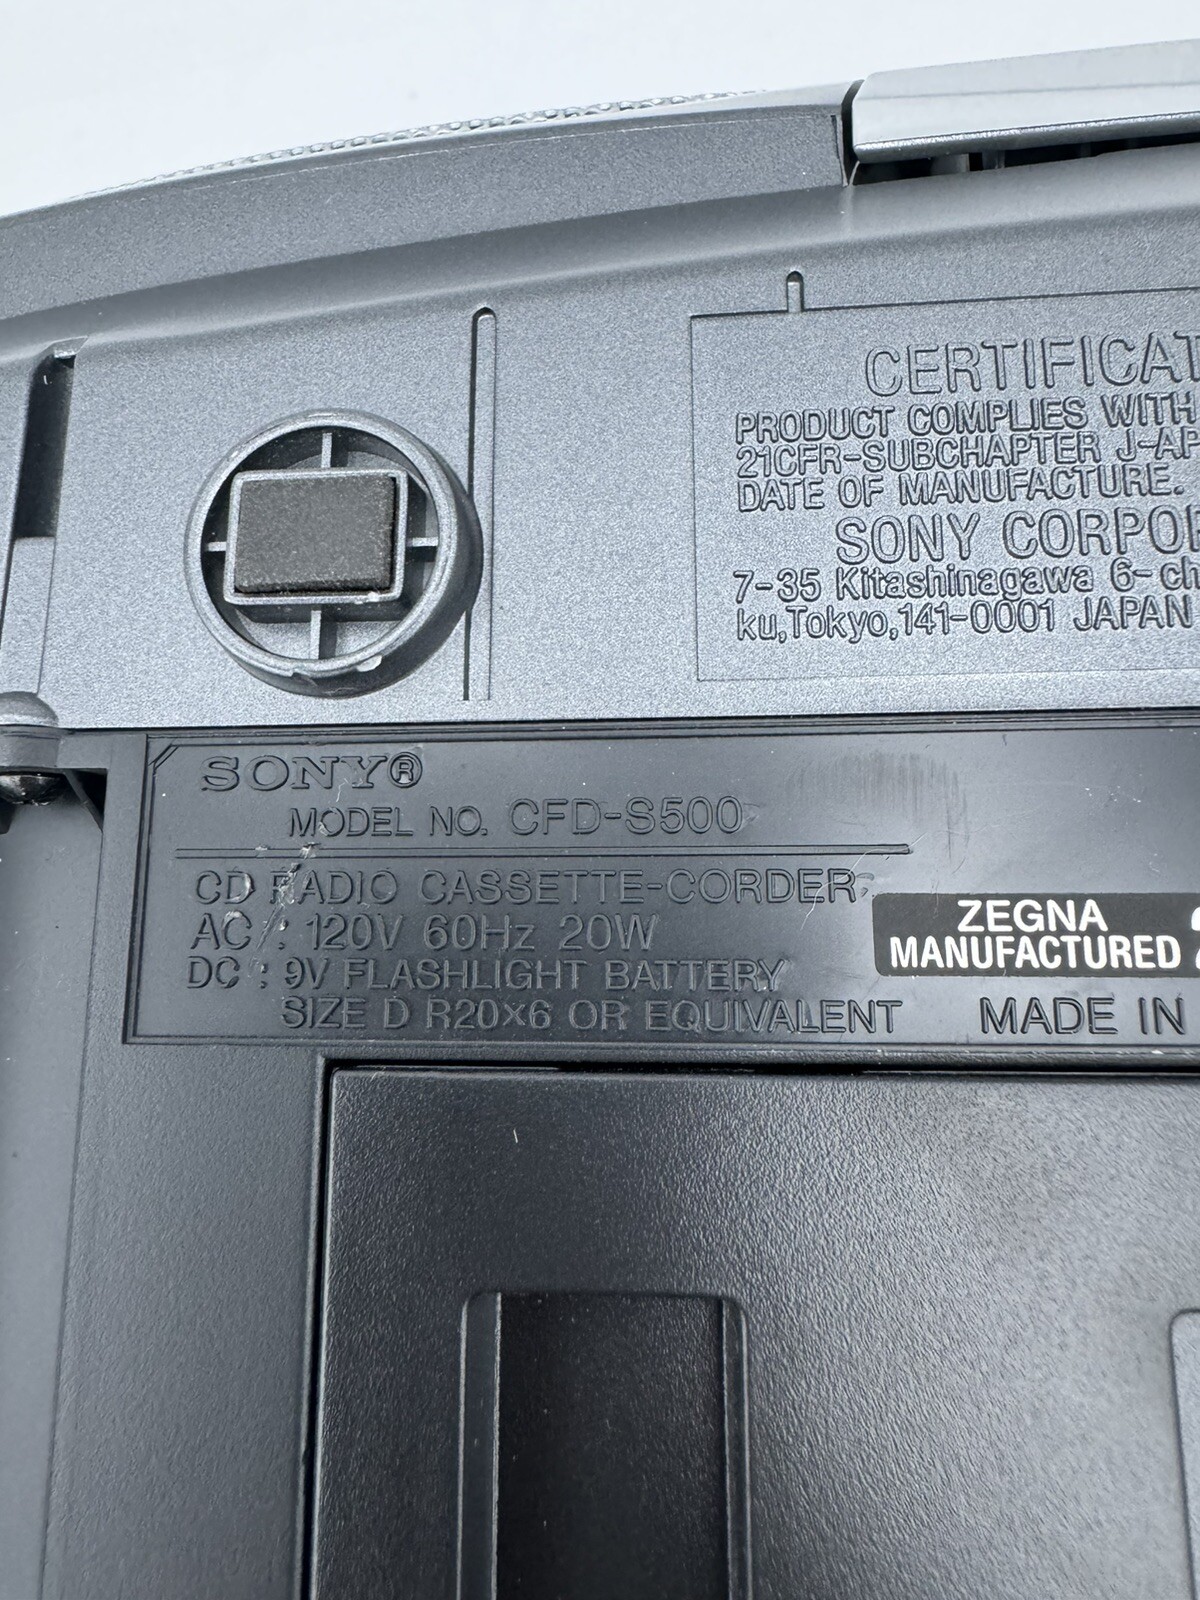 CERTIFICAT
PRODUCT COMPLIES WITH
21CFR-SUBCHAPTER J-AP
DATE OF MANUFACTURE.
SONY CORPOR
7-35 Kitashinagawa 6-ch
ku,Tokyo,141-0001 JAPAN
SONY®
MODEL NO. CFD-S500
CD RADIO CASSETTE-CORDER
AC : 120V 60Hz 20W
DC : 9V FLASHLIGHT BATTERY
SIZE D R20x6 OR EQUIVALENT
ZEGNA
MANUFACTURED
MADE IN